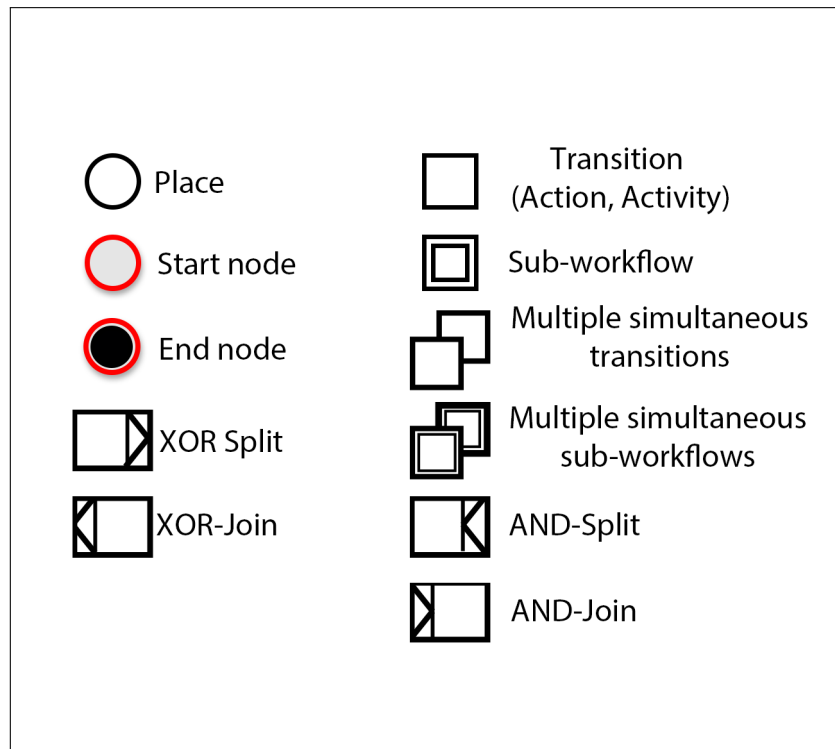 Place
Start node
End node
XOR Split
XOR-Join
Transition
(Action, Activity)
Sub-workflow
Multiple simultaneous
transitions
Multiple simultaneous
sub-workflows
AND-Split
AND-Join